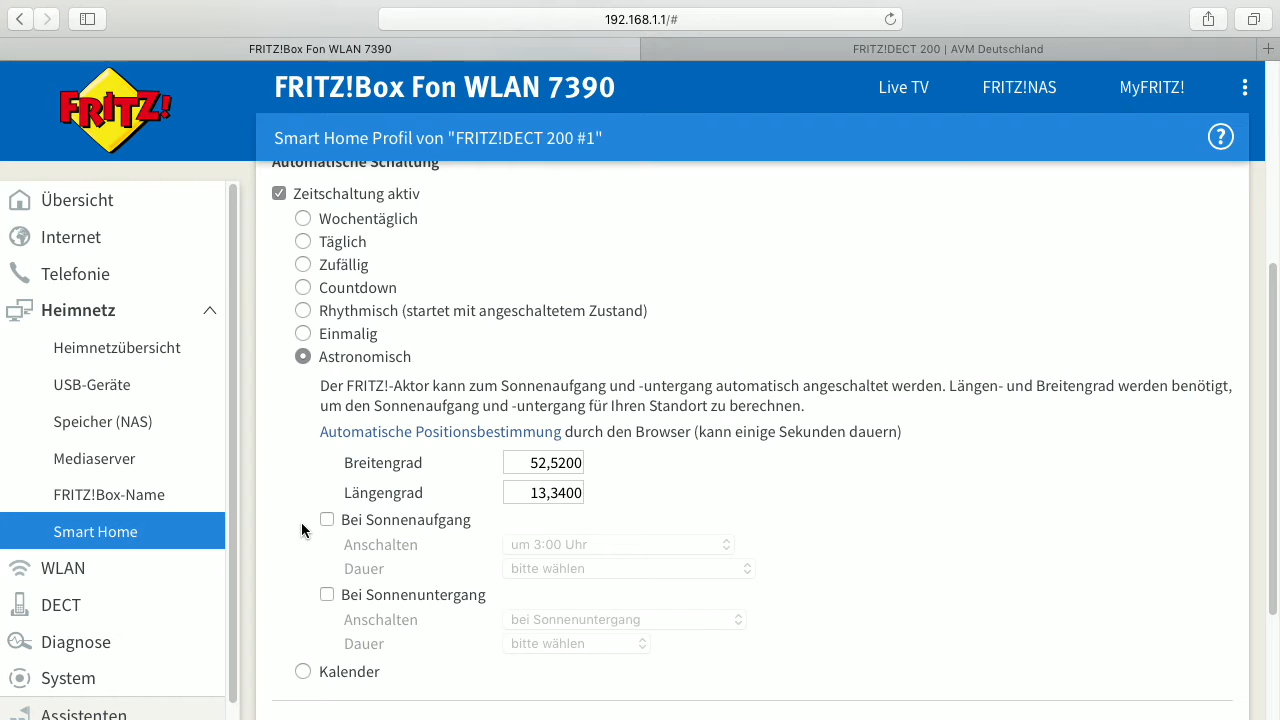 192.168.1.1/#
FRITZ!Box Fon WLAN 7390
FRITZ!DECT 200 | AVM Deutschland
FRITZ!
FRITZ!Box Fon WLAN 7390
Live TV
FRITZ!NAS
MyFRITZ!
Smart Home Profil von "FRITZ!DECT 200 #1"
?
Übersicht
Internet
Telefonie
Heimnetz
Heimnetzübersicht
USB-Geräte
Speicher (NAS)
Mediaserver
FRITZ!Box-Name
Smart Home
WLAN
DECT
Diagnose
System
Assistenten
Automatische Schaltung
Zeitschaltung aktiv
Wochentäglich
Täglich
Zufällig
Countdown
Rhythmisch (startet mit angeschaltetem Zustand)
Einmalig
Astronomisch
Der FRITZ!-Aktor kann zum Sonnenaufgang und -untergang automatisch angeschaltet werden. Längen- und Breitengrad werden benötigt,
um den Sonnenaufgang und -untergang für Ihren Standort zu berechnen.
Automatische Positionsbestimmung durch den Browser (kann einige Sekunden dauern)
Breitengrad 52,5200
Längengrad 13,3400
Bei Sonnenaufgang
Anschalten um 3:00 Uhr
Dauer bitte wählen
Bei Sonnenuntergang
Anschalten bei Sonnenuntergang
Dauer bitte wählen
Kalender